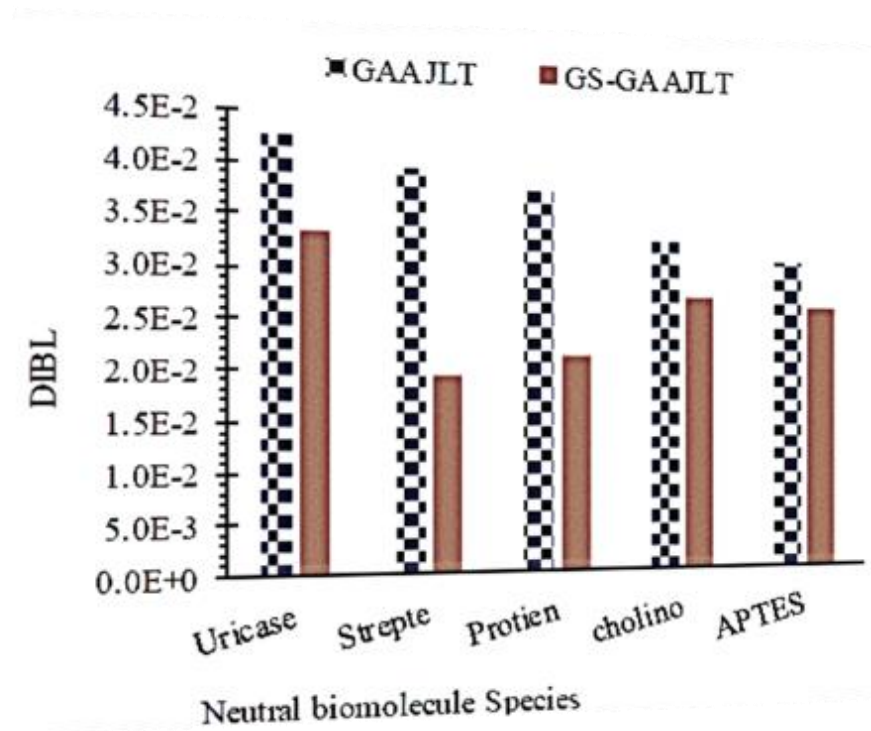 GAAJLT GS-GAAJLT
4.5E-2
4.0E-2
3.5E-2
3.0E-2
2.5E-2
2.0E-2
1.5E-2
1.0E-2
5.0E-3
0.0E+0
DIBL
Uricase Strepte Protien cholino APTES
Neutral biomolecule Species